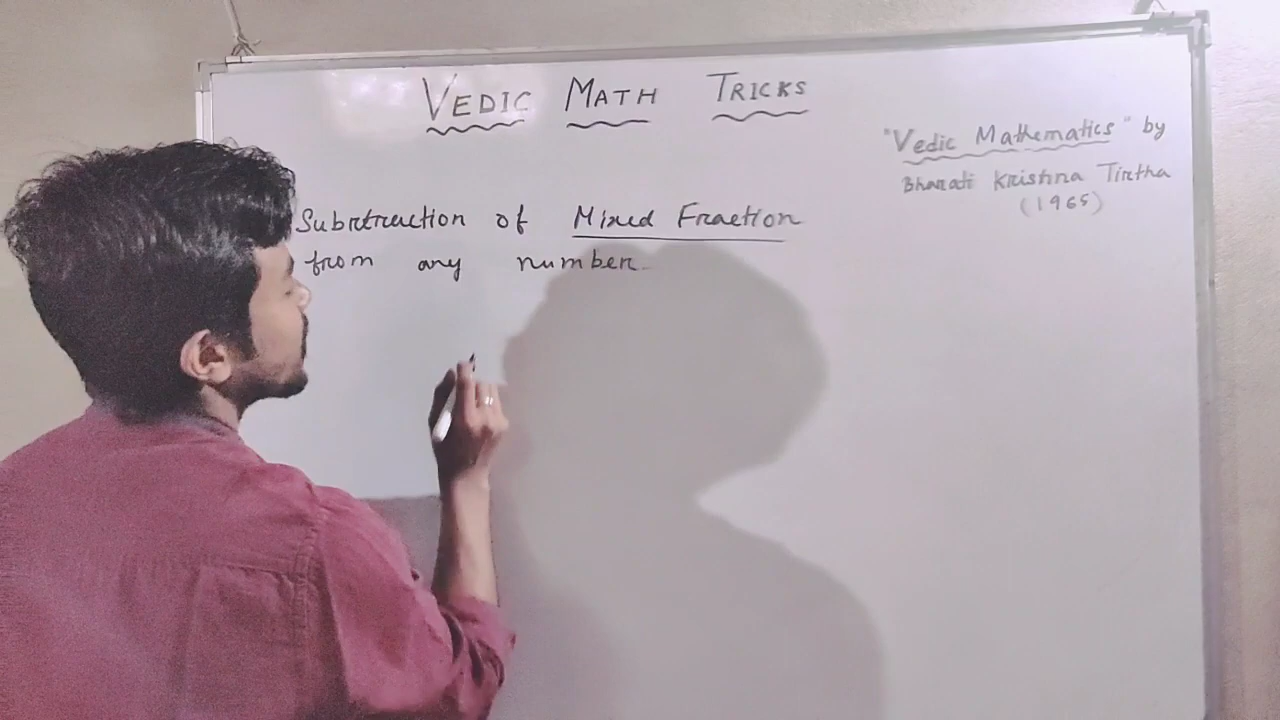 VEDIC MATH TRICKS
"Vedic Mathematics" by
Bharati Krishna Tirtha
(1965)
Subtraction of Mixed Fraction
from any number.